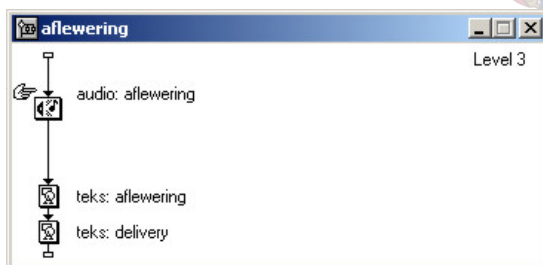 aflewering
Level 3
audio: aflewering
teks: aflewering
teks: delivery